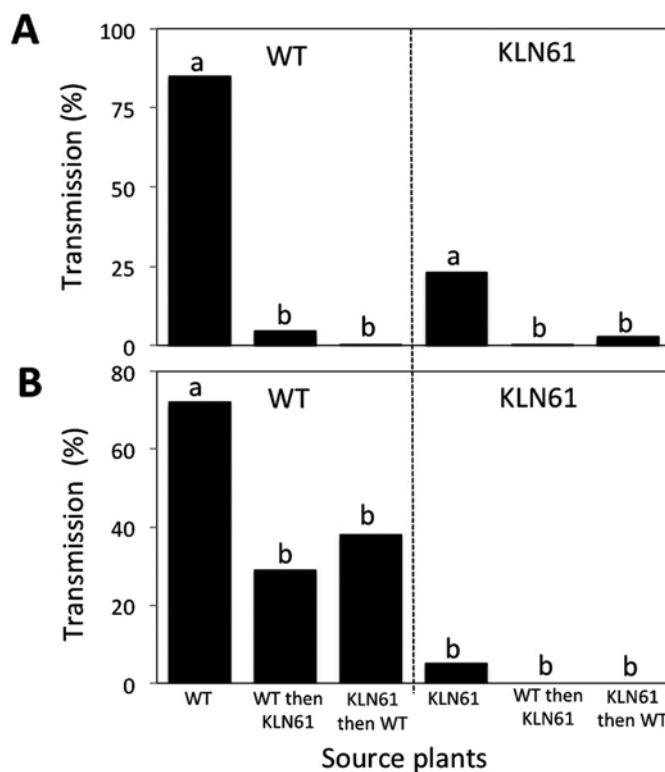 A
Transmission (%)
100
75
50
25
0
WT
KLN61
a
b
b
a
b
b
B
Transmission (%)
80
60
40
20
0
WT
KLN61
a
b
b
b
b
b
WT
WT then
KLN61
KLN61
then WT
KLN61
WT then
KLN61
KLN61
then WT
Source plants